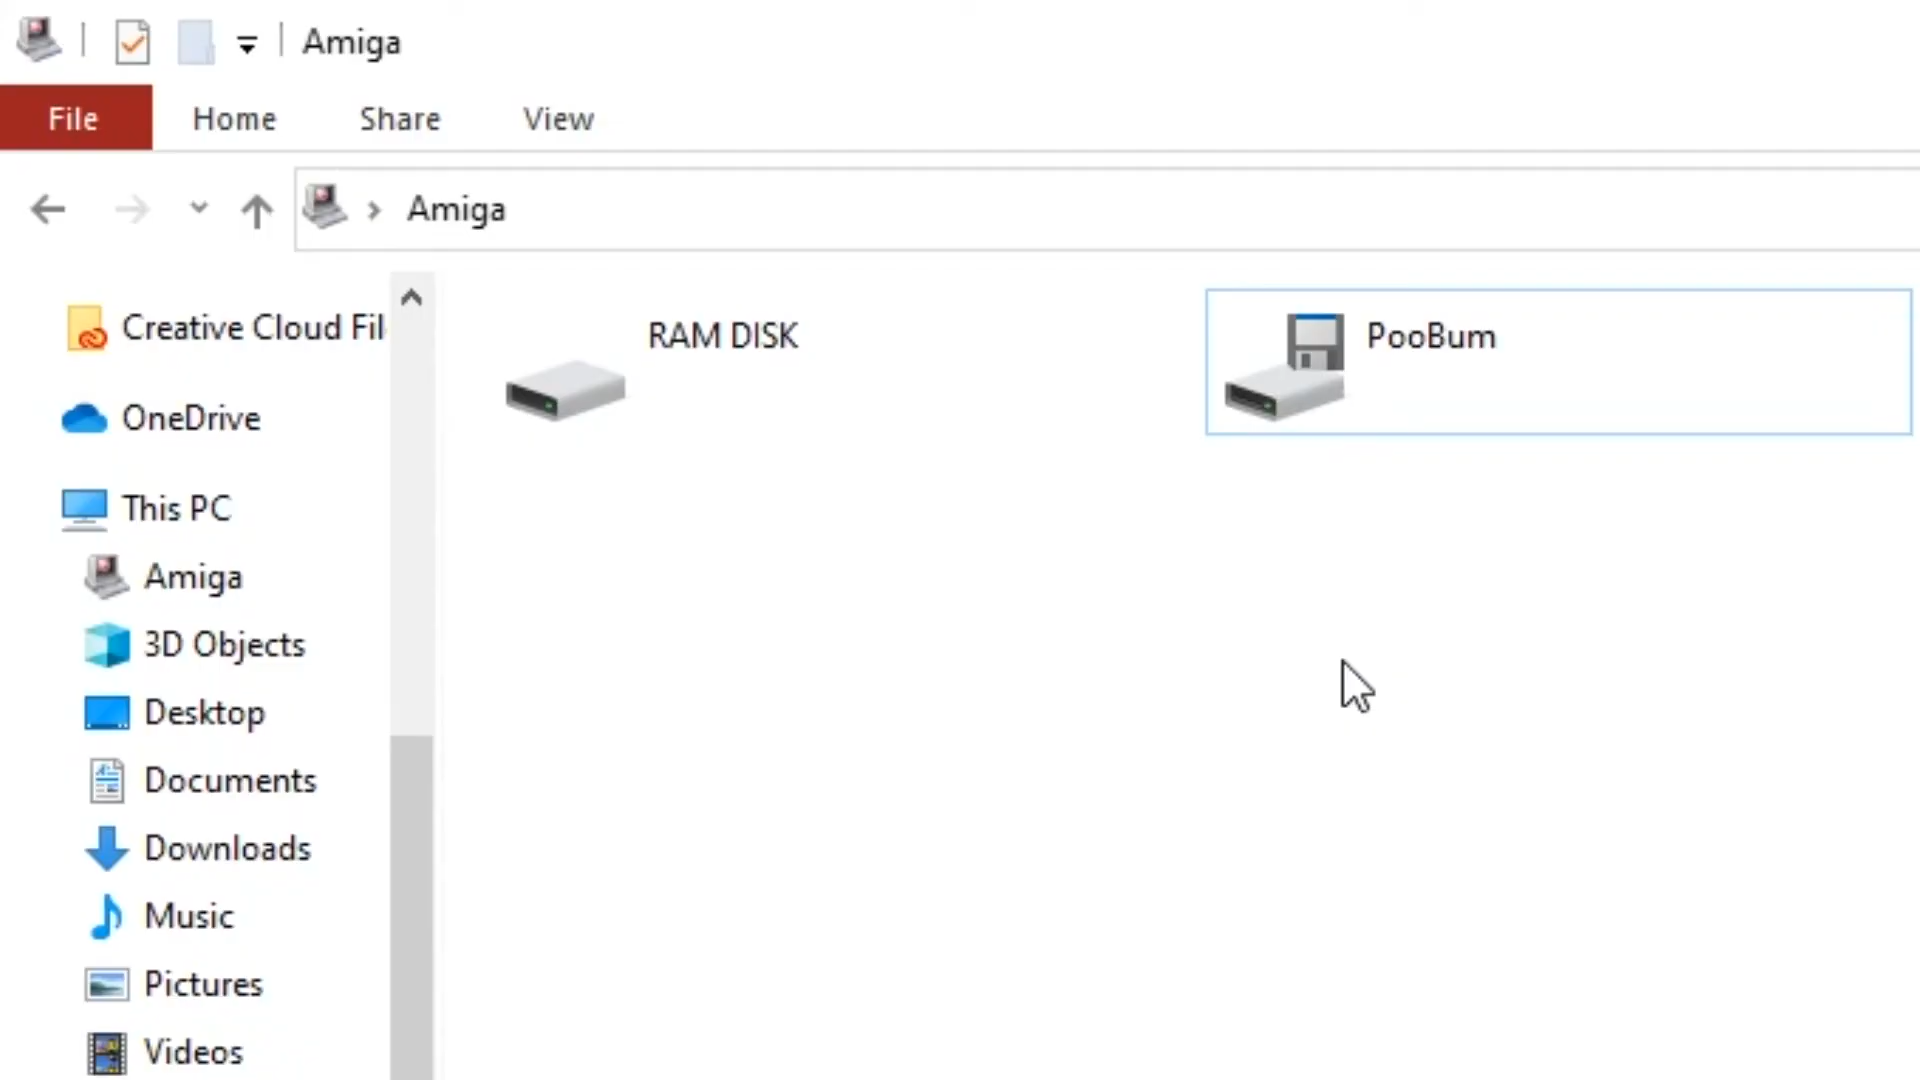 Amiga
File Home Share View
Amiga
Creative Cloud Fil
OneDrive
This PC
Amiga
3D Objects
Desktop
Documents
Downloads
Music
Pictures
Videos
RAM DISK
PooBum